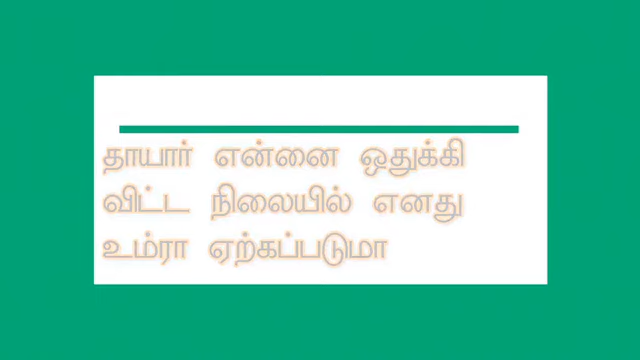 தாயார் என்னை ஒதுக்கி
விட்ட நிலையில் எனது
உம்ரா ஏற்கப்படுமா